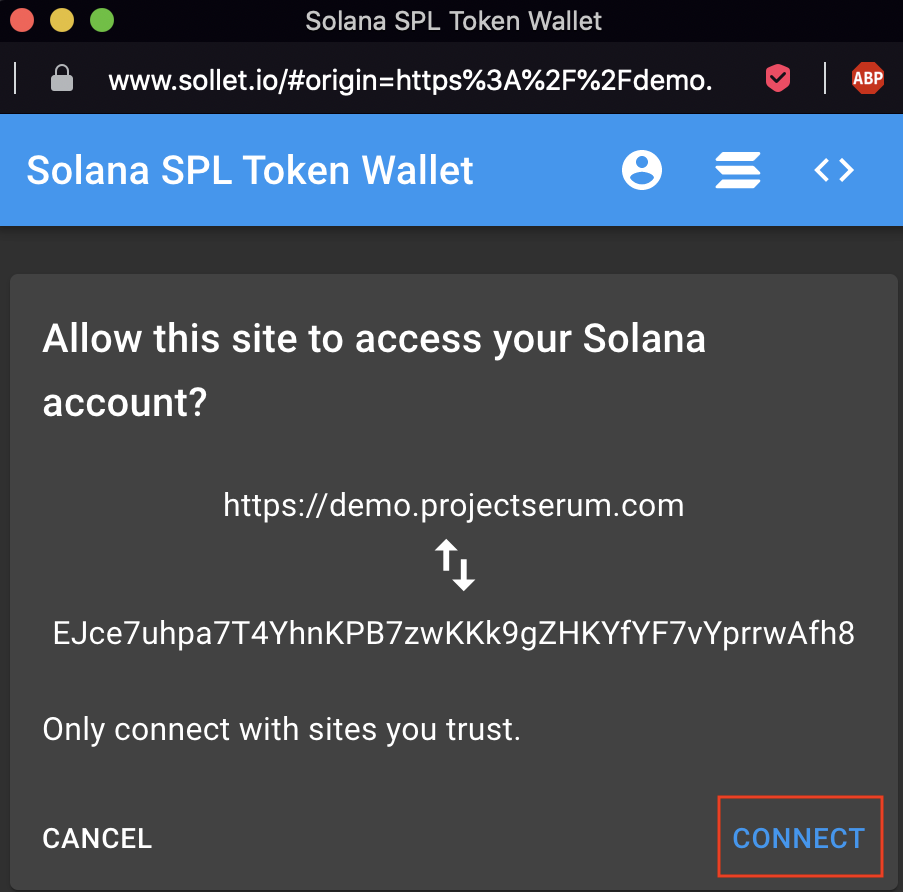 Solana SPL Token Wallet
www.sollet.io/#origin=https%3A%2F%2Fdemo.
ABP
Solana SPL Token Wallet
Allow this site to access your Solana
account?
https://demo.projectserum.com
EJce7uhpa7T4YhnKPB7zwKKk9gZHKYfYF7vYprrwAfh8
Only connect with sites you trust.
CANCEL
CONNECT